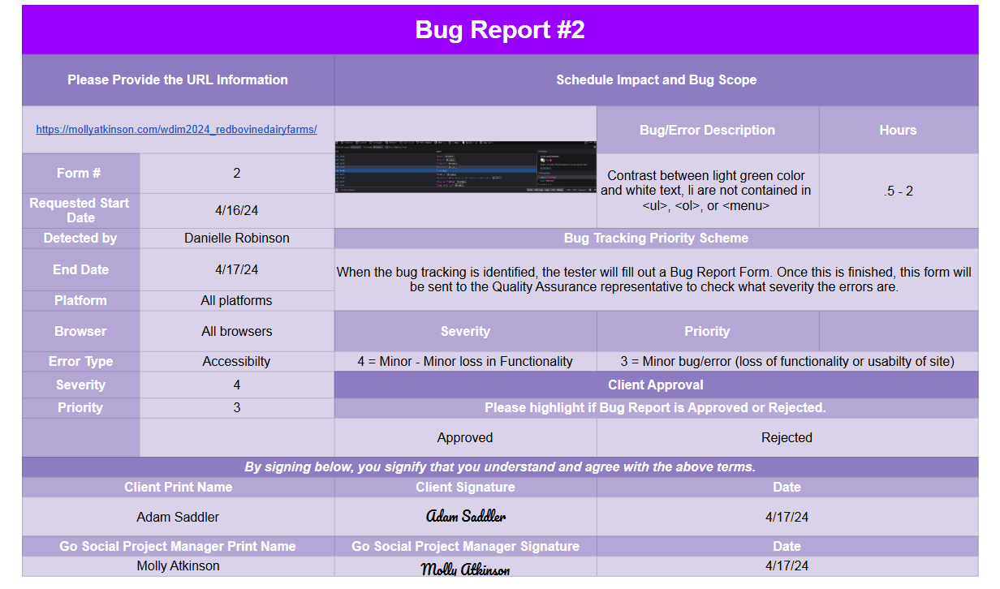 Bug Report #2
Please Provide the URL Information
Schedule Impact and Bug Scope
https://mollyatkinson.com/wdim2024_redbovinedairyfarms/
Bug/Error Description
Hours
Form #
2
Contrast between light green color
and white text, li are not contained in
<ul>, <ol>, or <menu>
.5 - 2
Requested Start
Date
4/16/24
Detected by
Danielle Robinson
Bug Tracking Priority Scheme
End Date
4/17/24
When the bug tracking is identified, the tester will fill out a Bug Report Form. Once this is finished, this form will
be sent to the Quality Assurance representative to check what severity the errors are.
Platform
All platforms
Browser
All browsers
Severity
Priority
Error Type
Accessibilty
4 = Minor - Minor loss in Functionality
3 = Minor bug/error (loss of functionality or usabilty of site)
Severity
4
Client Approval
Priority
3
Please highlight if Bug Report is Approved or Rejected.
Approved
Rejected
By signing below, you signify that you understand and agree with the above terms.
Client Print Name
Client Signature
Date
Adam Saddler
Adam Saddler
4/17/24
Go Social Project Manager Print Name
Go Social Project Manager Signature
Date
Molly Atkinson
Molly Atkinson
4/17/24